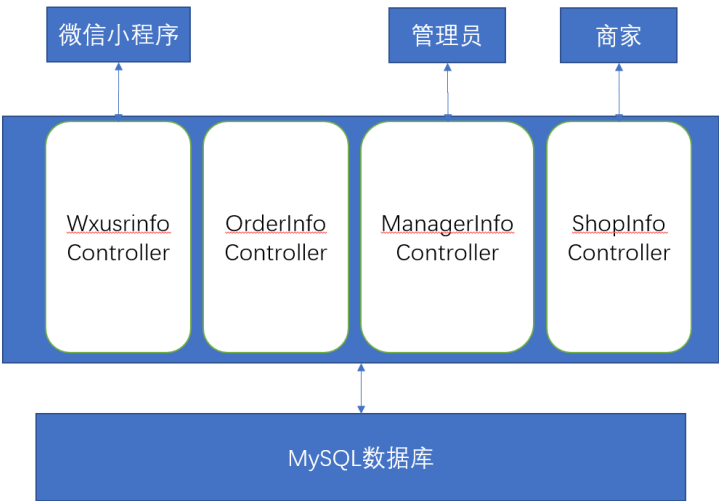 微信小程序
管理员
商家
Wxusrinfo
Controller
OrderInfo
Controller
ManagerInfo
Controller
ShopInfo
Controller
MySQL数据库